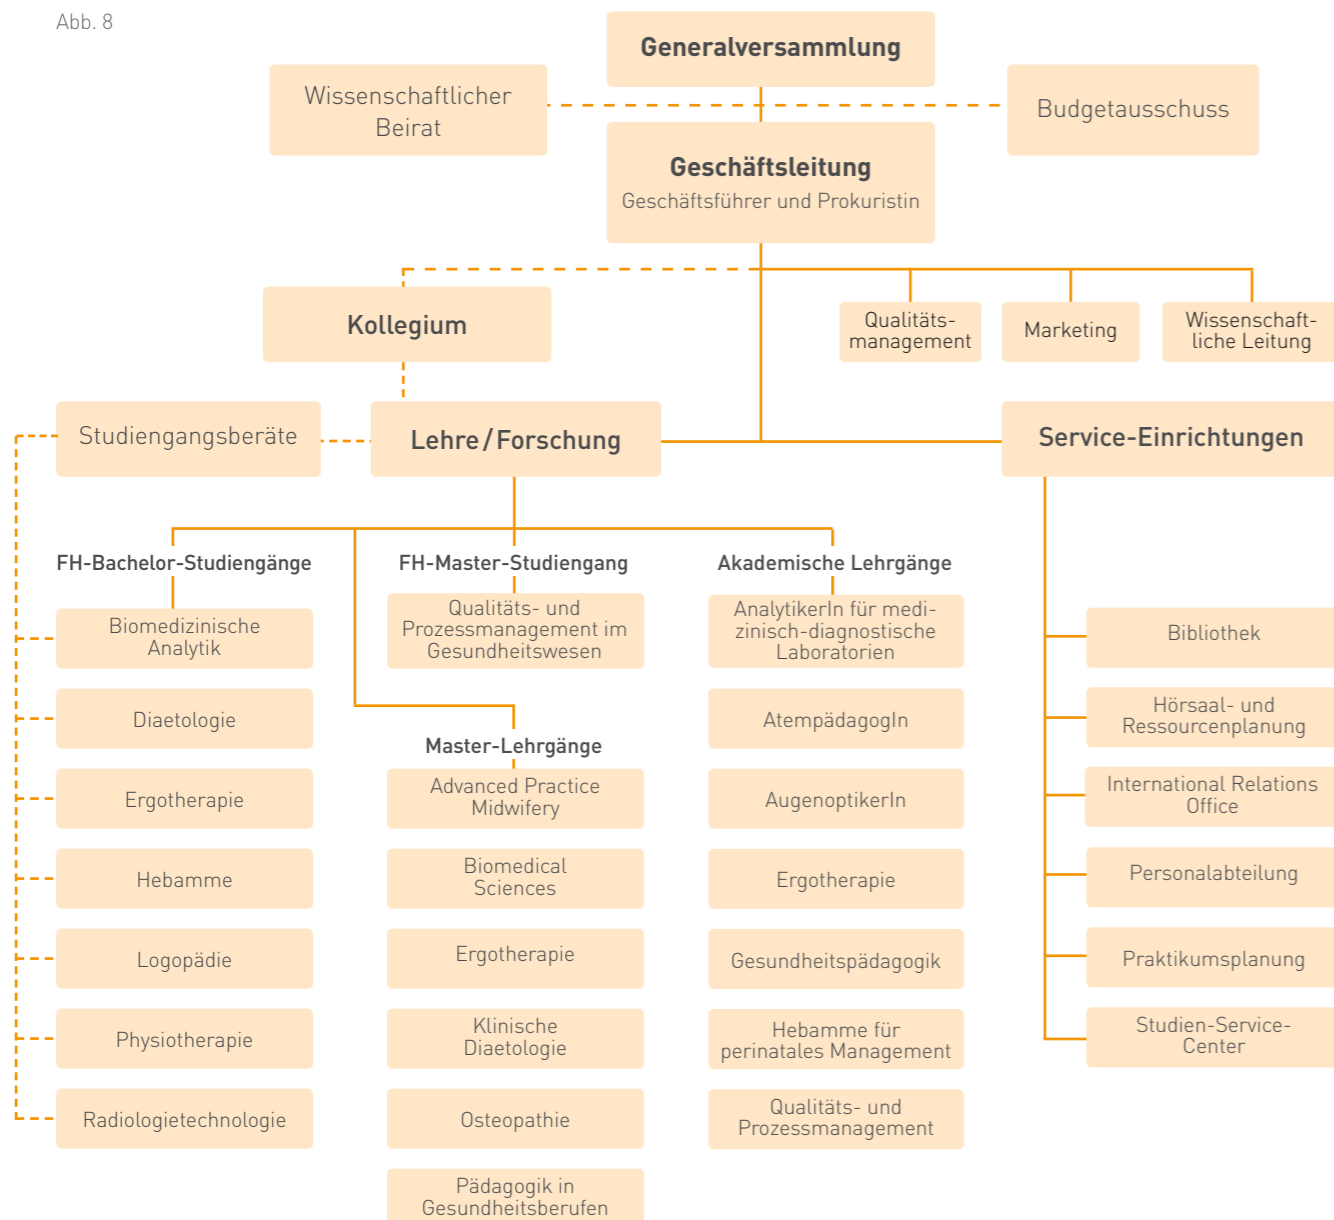 Abb. 8
Generalversammlung
Wissenschaftlicher
Beirat
Budgetausschuss
Geschäftsleitung
Geschäftsführer und Prokuristin
Kollegium
Qualitäts-
management
Marketing
Wissenschaft-
liche Leitung
Studiengangsberäte
Lehre/Forschung
Service-Einrichtungen
FH-Bachelor-Studiengänge
Biomedizinische
Analytik
Diaetologie
Ergotherapie
Hebamme
Logopädie
Physiotherapie
Radiologietechnologie
FH-Master-Studiengang
Qualitäts- und
Prozessmanagement im
Gesundheitswesen
Master-Lehrgänge
Advanced Practice
Midwifery
Biomedical
Sciences
Ergotherapie
Klinische
Diaetologie
Osteopathie
Pädagogik in
Gesundheitsberufen
Akademische Lehrgänge
AnalytikerIn für medi-
zinisch-diagnostische
Laboratorien
AtempädagogIn
AugenoptikerIn
Ergotherapie
Gesundheitspädagogik
Hebamme für
perinatales Management
Qualitäts- und
Prozessmanagement
Bibliothek
Hörsaal- und
Ressourcenplanung
International Relations
Office
Personalabteilung
Praktikumsplanung
Studien-Service-
Center